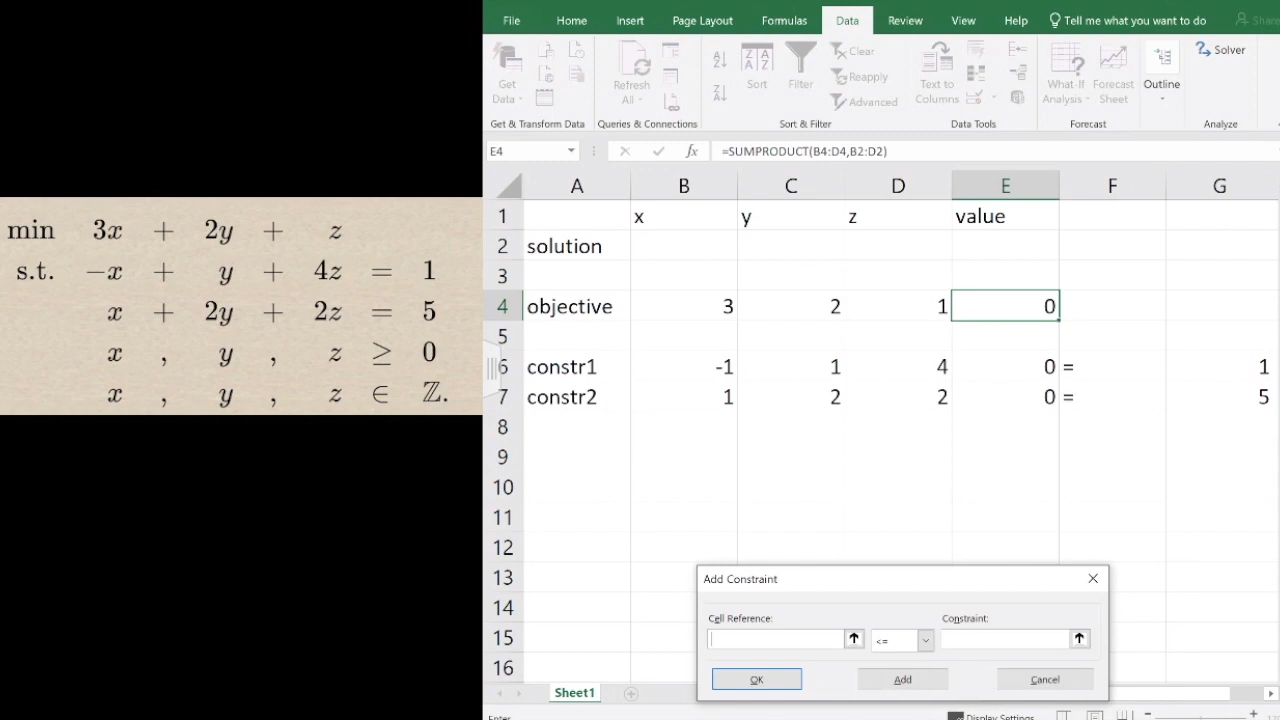 min 3x + 2y + z
s.t. −x + y + 4z = 1
x + 2y + 2z = 5
x , y , z ≥ 0
x , y , z ∈ ℤ.
File Home Insert Page Layout Formulas Data Review View Help Tell me what you want to do
Get Data
Refresh All
Sort
Filter
Clear
Reapply
Advanced
Text to Columns
What-If Analysis
Forecast Sheet
Outline
Solver
Get & Transform Data Queries & Connections Sort & Filter Data Tools Forecast Analyze
E4 fx =SUMPRODUCT(B4:D4,B2:D2)
A B C D E F G
1 x y z value
2 solution
3
4 objective 3 2 1 0
5
6 constr1 -1 1 4 0 = 1
7 constr2 1 2 2 0 = 5
8
9
10
11
12
13
14
15
16
Add Constraint
Cell Reference: Constraint:
<=
OK Add Cancel
Sheet1
Enter Display Settings